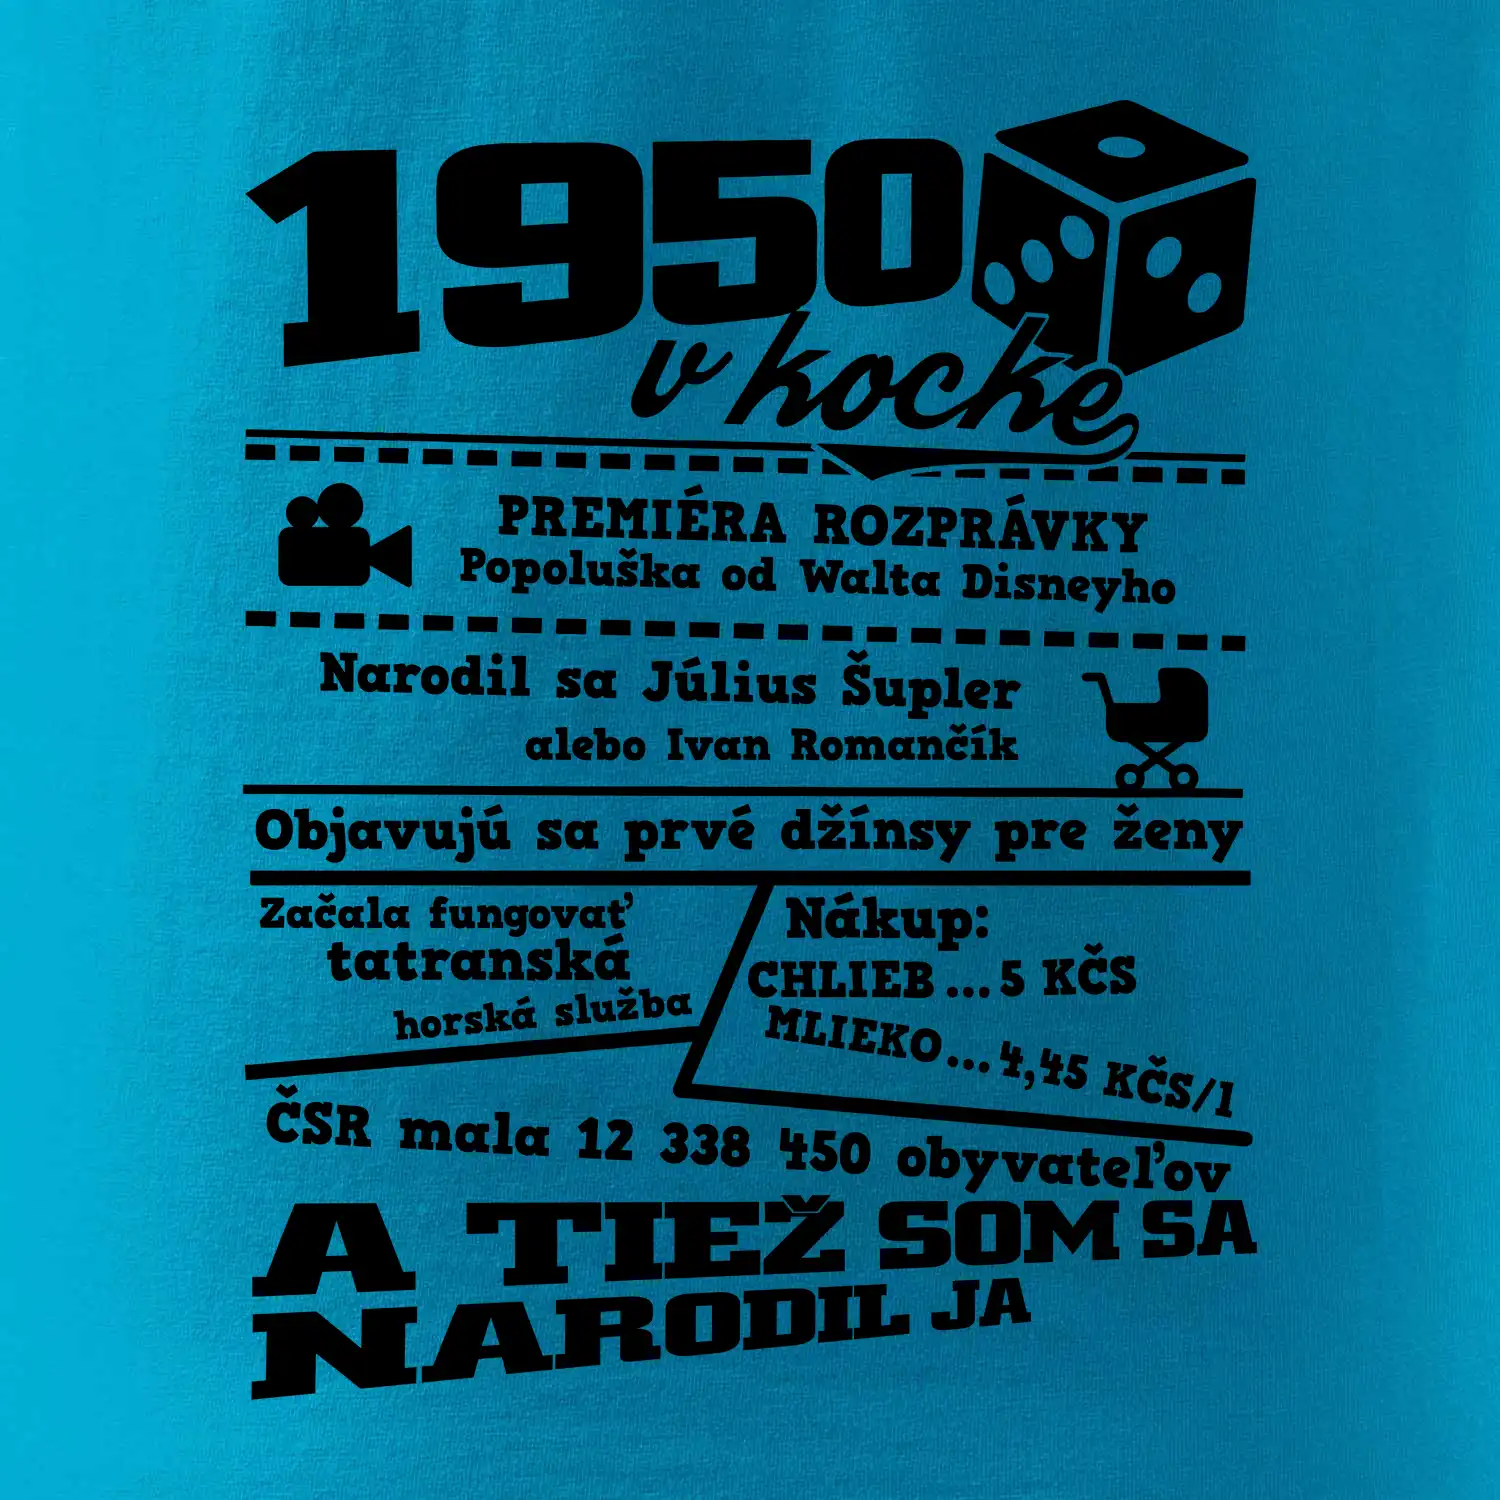 1950
v kocke
PREMIÉRA ROZPRÁVKY
Popoluška od Walta Disneyho
Narodil sa Július Šupler
alebo Ivan Romančík
Objavujú sa prvé džínsy pre ženy
Začala fungovať
tatranská
horská služba
Nákup:
CHLIEB...5 KČS
MLIEKO...4,45 KČS/l
ČSR mala 12 338 450 obyvateľov
A TIEŽ SOM SA
NARODIL JA